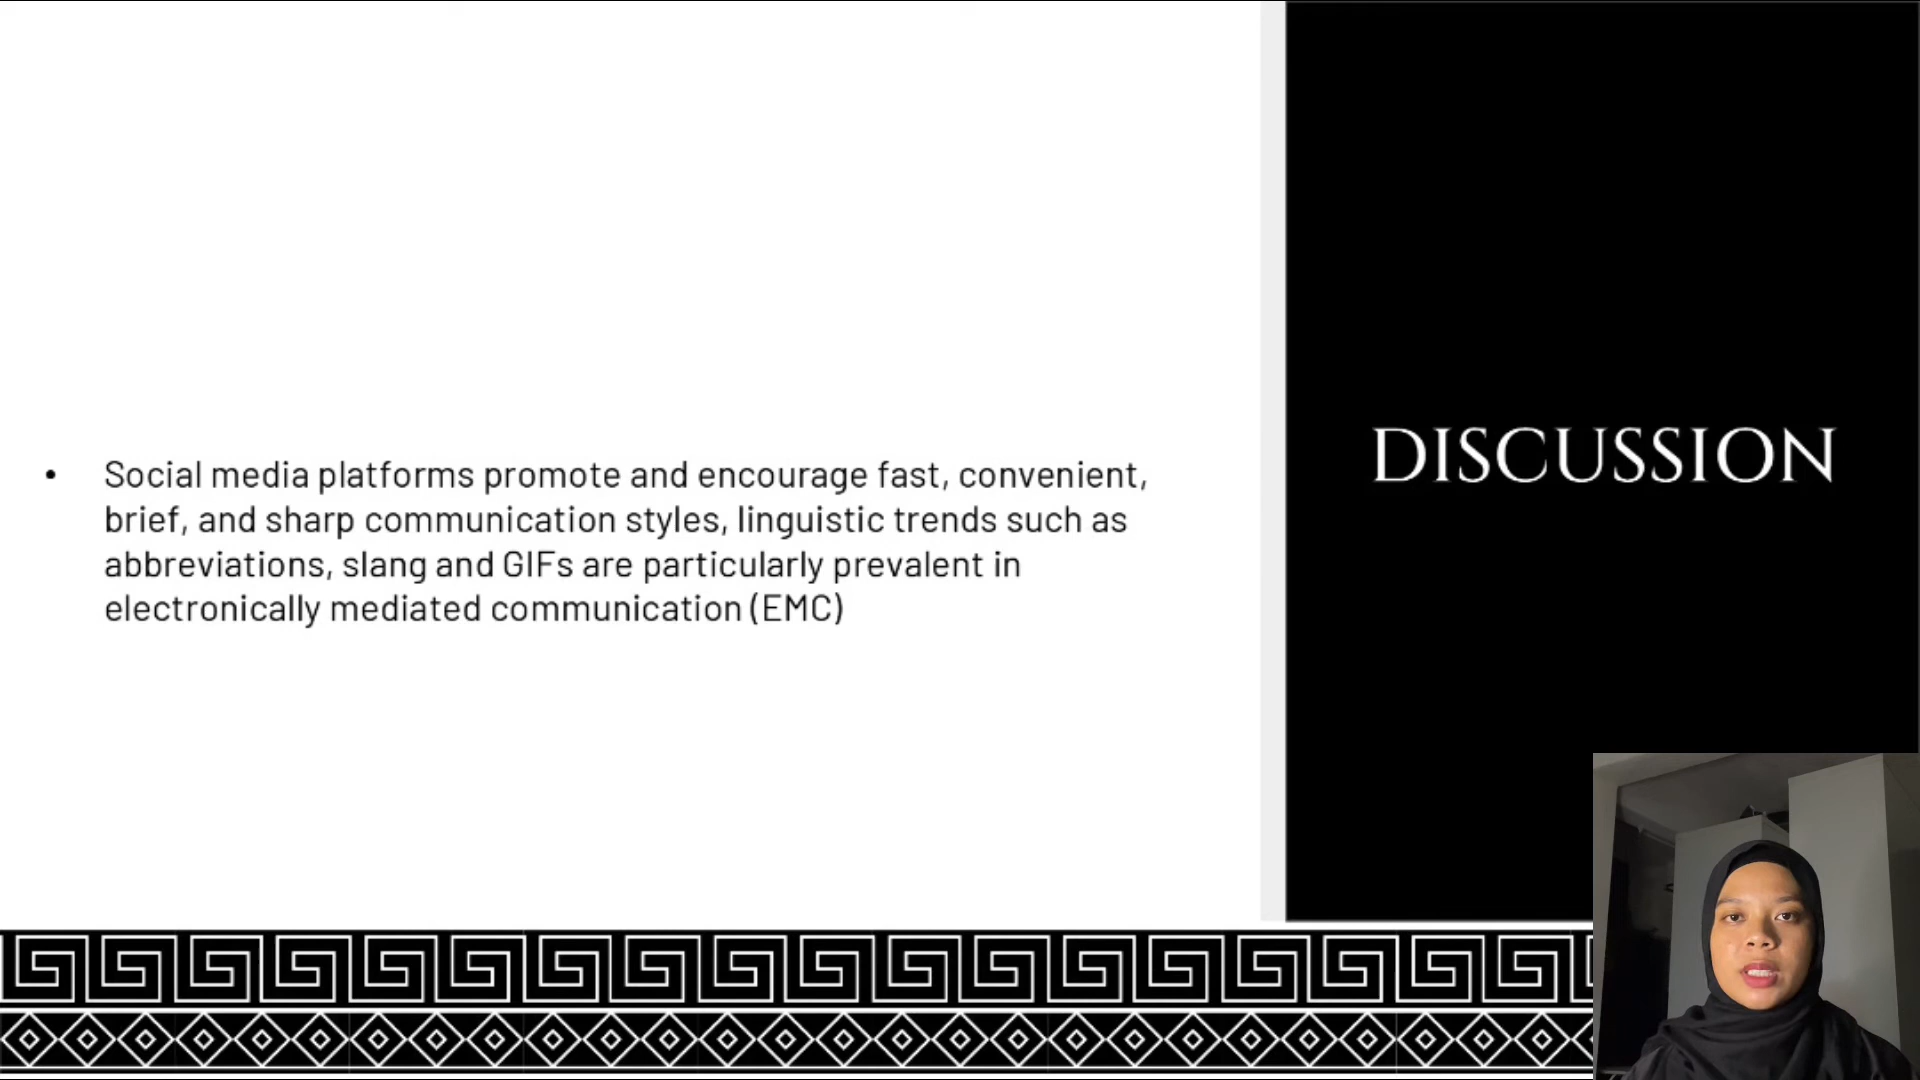 DISCUSSION
• Social media platforms promote and encourage fast, convenient,
brief, and sharp communication styles, linguistic trends such as
abbreviations, slang and GIFs are particularly prevalent in
electronically mediated communication (EMC)